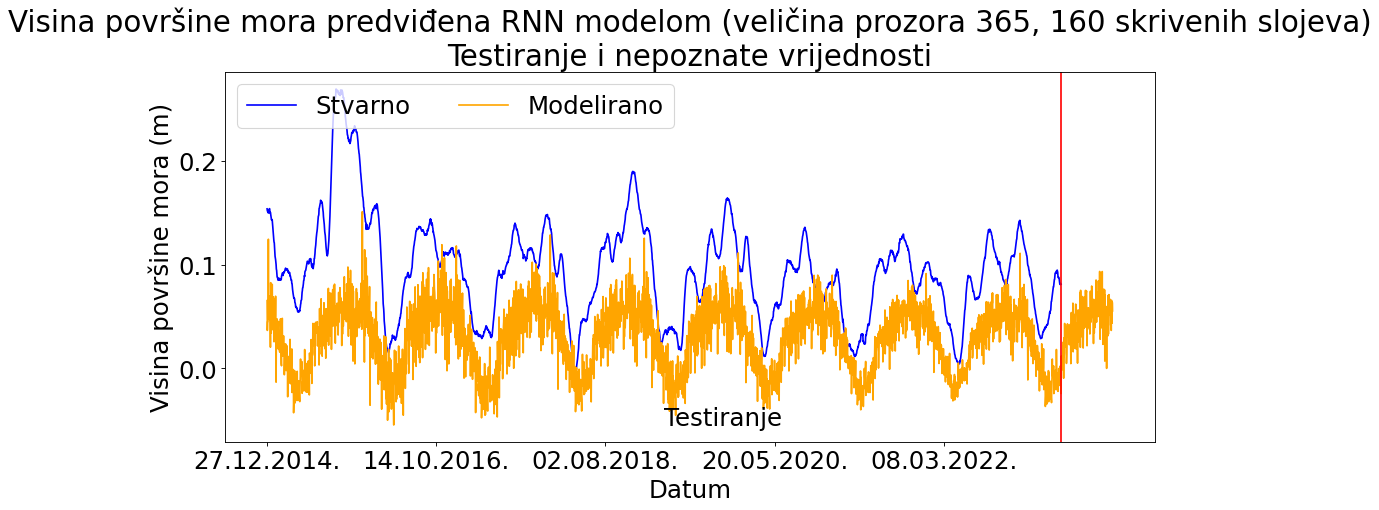 Visina površine mora predviđena RNN modelom (veličina prozora 365, 160 skrivenih slojeva)
Testiranje i nepoznate vrijednosti
Stvarno
Modelirano
Visina površine mora (m)
0.2
0.1
0.0
Testiranje
27.12.2014.
14.10.2016.
02.08.2018.
20.05.2020.
08.03.2022.
Datum